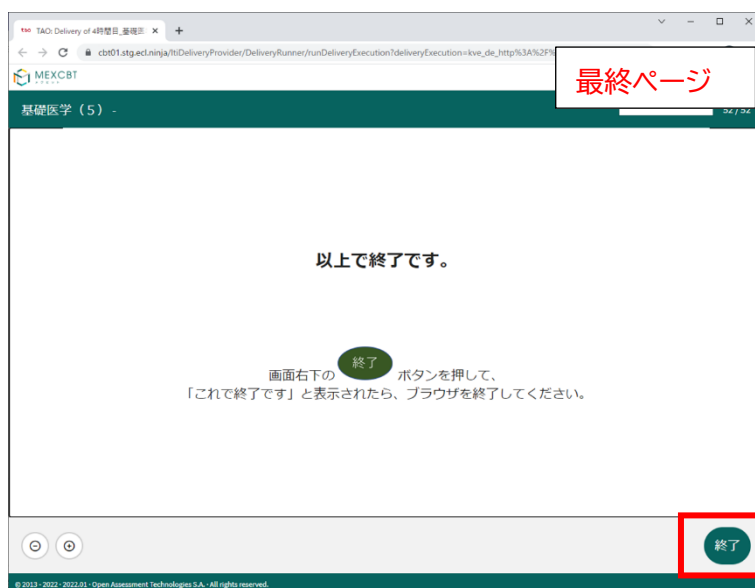 TAO: Delivery of 4時間目_基礎医
cbt01.stg.ecl.ninja/ltiDeliveryProvider/DeliveryRunner/runDeliveryExecution?deliveryExecution=kve_de_http%3A%2F%
最終ページ
MEXCBT
基礎医学(5) -
52/52
以上で終了です。
画面右下の 終了 ボタンを押して、
「これで終了です」と表示されたら、ブラウザを終了してください。
終了
© 2013 - 2022 · 2022.01 · Open Assessment Technologies S.A. · All rights reserved.